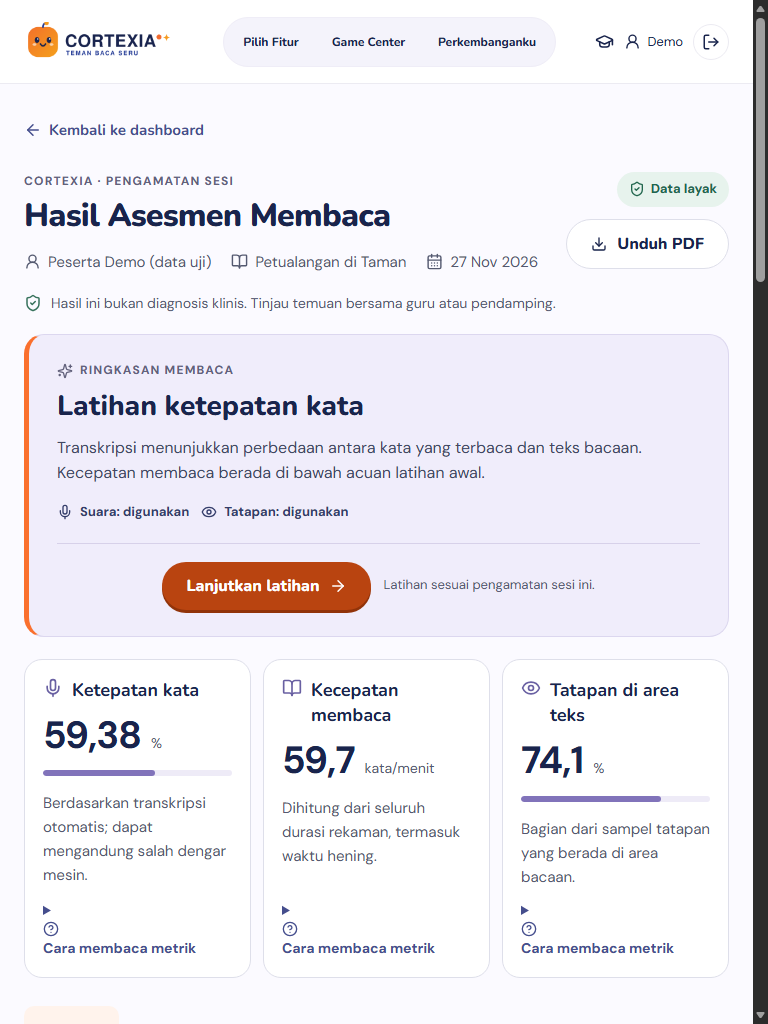 CORTEXIA
TEMAN BACA SERU
Pilih Fitur
Game Center
Perkembanganku
Demo
Kembali ke dashboard
CORTEXIA · PENGAMATAN SESI
Hasil Asesmen Membaca
Data layak
Unduh PDF
Peserta Demo (data uji)
Petualangan di Taman
27 Nov 2026
Hasil ini bukan diagnosis klinis. Tinjau temuan bersama guru atau pendamping.
RINGKASAN MEMBACA
Latihan ketepatan kata
Transkripsi menunjukkan perbedaan antara kata yang terbaca dan teks bacaan.
Kecepatan membaca berada di bawah acuan latihan awal.
Suara: digunakan
Tatapan: digunakan
Lanjutkan latihan
Latihan sesuai pengamatan sesi ini.
Ketepatan kata
59,38 %
Berdasarkan transkripsi
otomatis; dapat
mengandung salah dengar
mesin.
Cara membaca metrik
Kecepatan
membaca
59,7 kata/menit
Dihitung dari seluruh
durasi rekaman, termasuk
waktu hening.
Cara membaca metrik
Tatapan di area
teks
74,1 %
Bagian dari sampel tatapan
yang berada di area
bacaan.
Cara membaca metrik